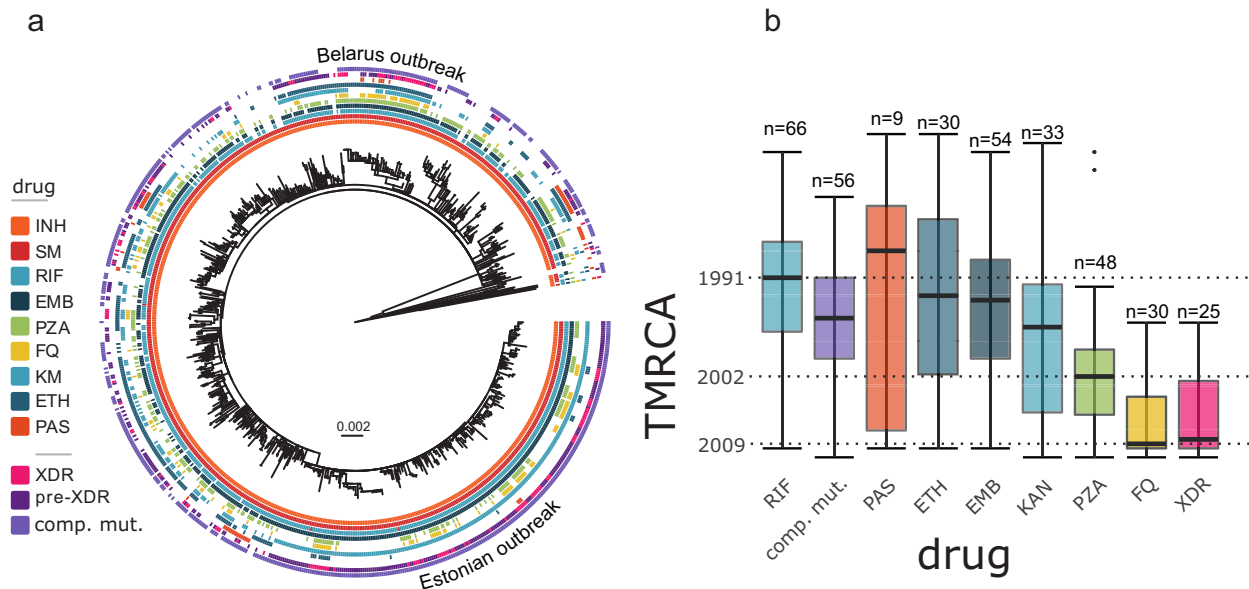 a
b
Belarus outbreak
drug
INH
SM
RIF
EMB
PZA
FQ
KM
ETH
PAS
XDR
pre-XDR
comp. mut.
0.002
Estonian outbreak
n=66
n=56
n=9
n=30
n=54
n=33
n=48
n=30
n=25
TMRCA
1991
2002
2009
RIF
comp. mut.
PAS
ETH
EMB
KAN
PZA
FQ
XDR
drug